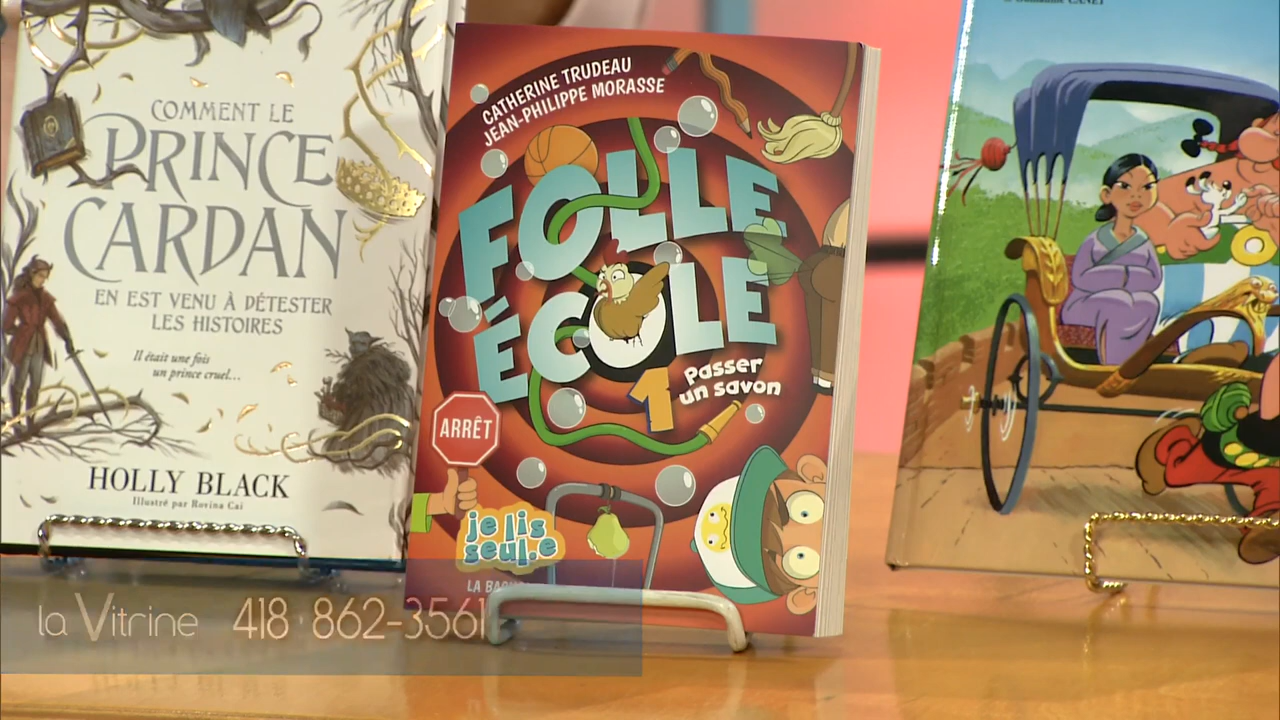 COMMENT LE
PRINCE
CARDAN
EN EST VENU À DÉTESTER
LES HISTOIRES
Il était une fois
un prince cruel...
HOLLY BLACK
Illustré par Rovina Cai
CATHERINE TRUDEAU
JEAN-PHILIPPE MORASSE
FOLLE
ÉCOLE
1
Passer
un savon
ARRÊT
je lis
seul.e
LA
la Vitrine 418 862-3561